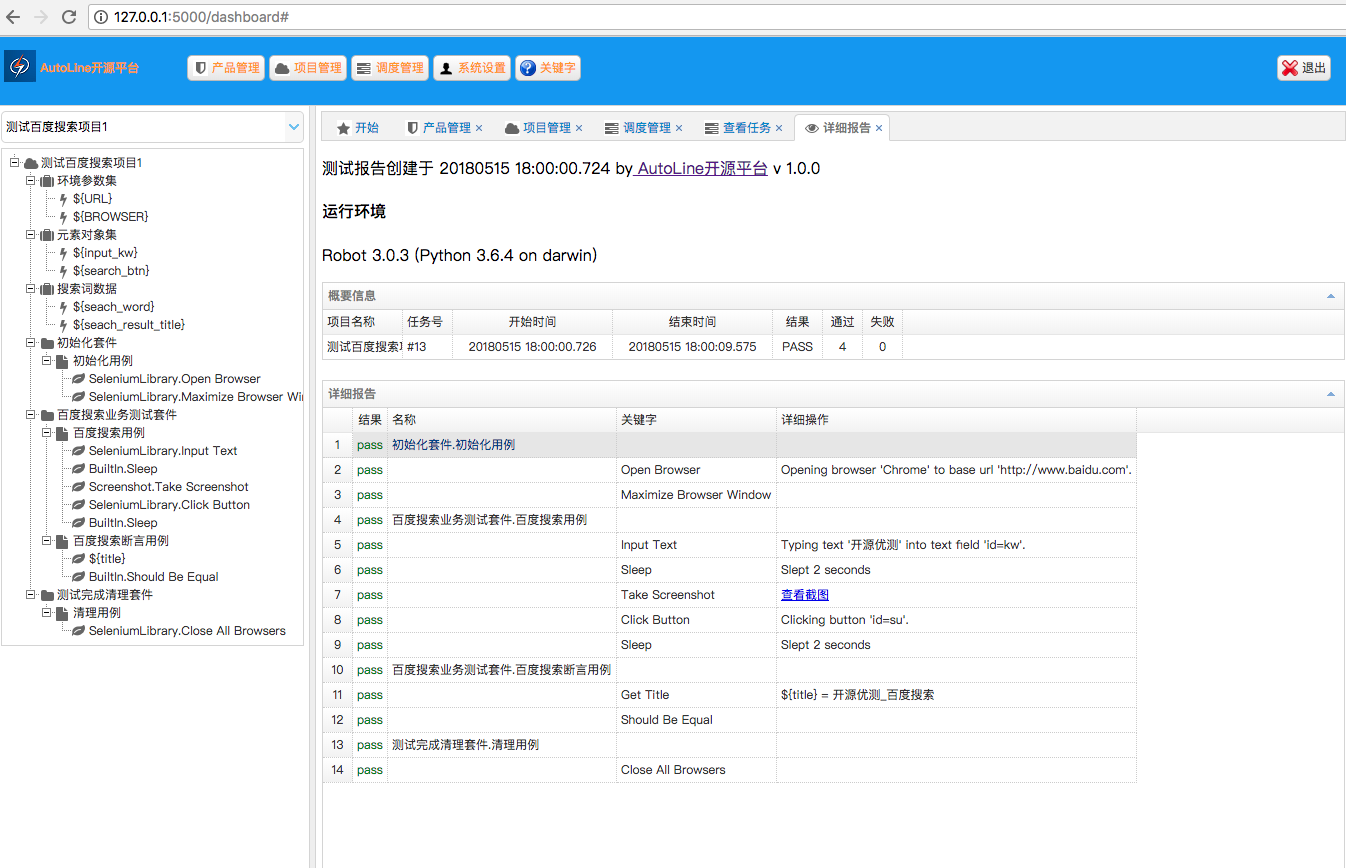 127.0.0.1:5000/dashboard#
AutoLine开源平台
产品管理 项目管理 调度管理 系统设置 关键字 退出
测试百度搜索项目1
测试百度搜索项目1
环境参数集
${URL}
${BROWSER}
元素对象集
${input_kw}
${search_btn}
搜索词数据
${seach_word}
${seach_result_title}
初始化套件
初始化用例
SeleniumLibrary.Open Browser
SeleniumLibrary.Maximize Browser Wi
百度搜索业务测试套件
百度搜索用例
SeleniumLibrary.Input Text
BuiltIn.Sleep
Screenshot.Take Screenshot
SeleniumLibrary.Click Button
BuiltIn.Sleep
百度搜索断言用例
${title}
BuiltIn.Should Be Equal
测试完成清理套件
清理用例
SeleniumLibrary.Close All Browsers
开始 产品管理 × 项目管理 × 调度管理 × 查看任务 × 详细报告 ×
测试报告创建于 20180515 18:00:00.724 by AutoLine开源平台 v 1.0.0
运行环境
Robot 3.0.3 (Python 3.6.4 on darwin)
概要信息
项目名称 任务号 开始时间 结束时间 结果 通过 失败
测试百度搜索 #13 20180515 18:00:00.726 20180515 18:00:09.575 PASS 4 0
详细报告
结果 名称 关键字 详细操作
1 pass 初始化套件.初始化用例
2 pass Open Browser Opening browser 'Chrome' to base url 'http://www.baidu.com'.
3 pass Maximize Browser Window
4 pass 百度搜索业务测试套件.百度搜索用例
5 pass Input Text Typing text '开源优测' into text field 'id=kw'.
6 pass Sleep Slept 2 seconds
7 pass Take Screenshot 查看截图
8 pass Click Button Clicking button 'id=su'.
9 pass Sleep Slept 2 seconds
10 pass 百度搜索业务测试套件.百度搜索断言用例
11 pass Get Title ${title} = 开源优测_百度搜索
12 pass Should Be Equal
13 pass 测试完成清理套件.清理用例
14 pass Close All Browsers